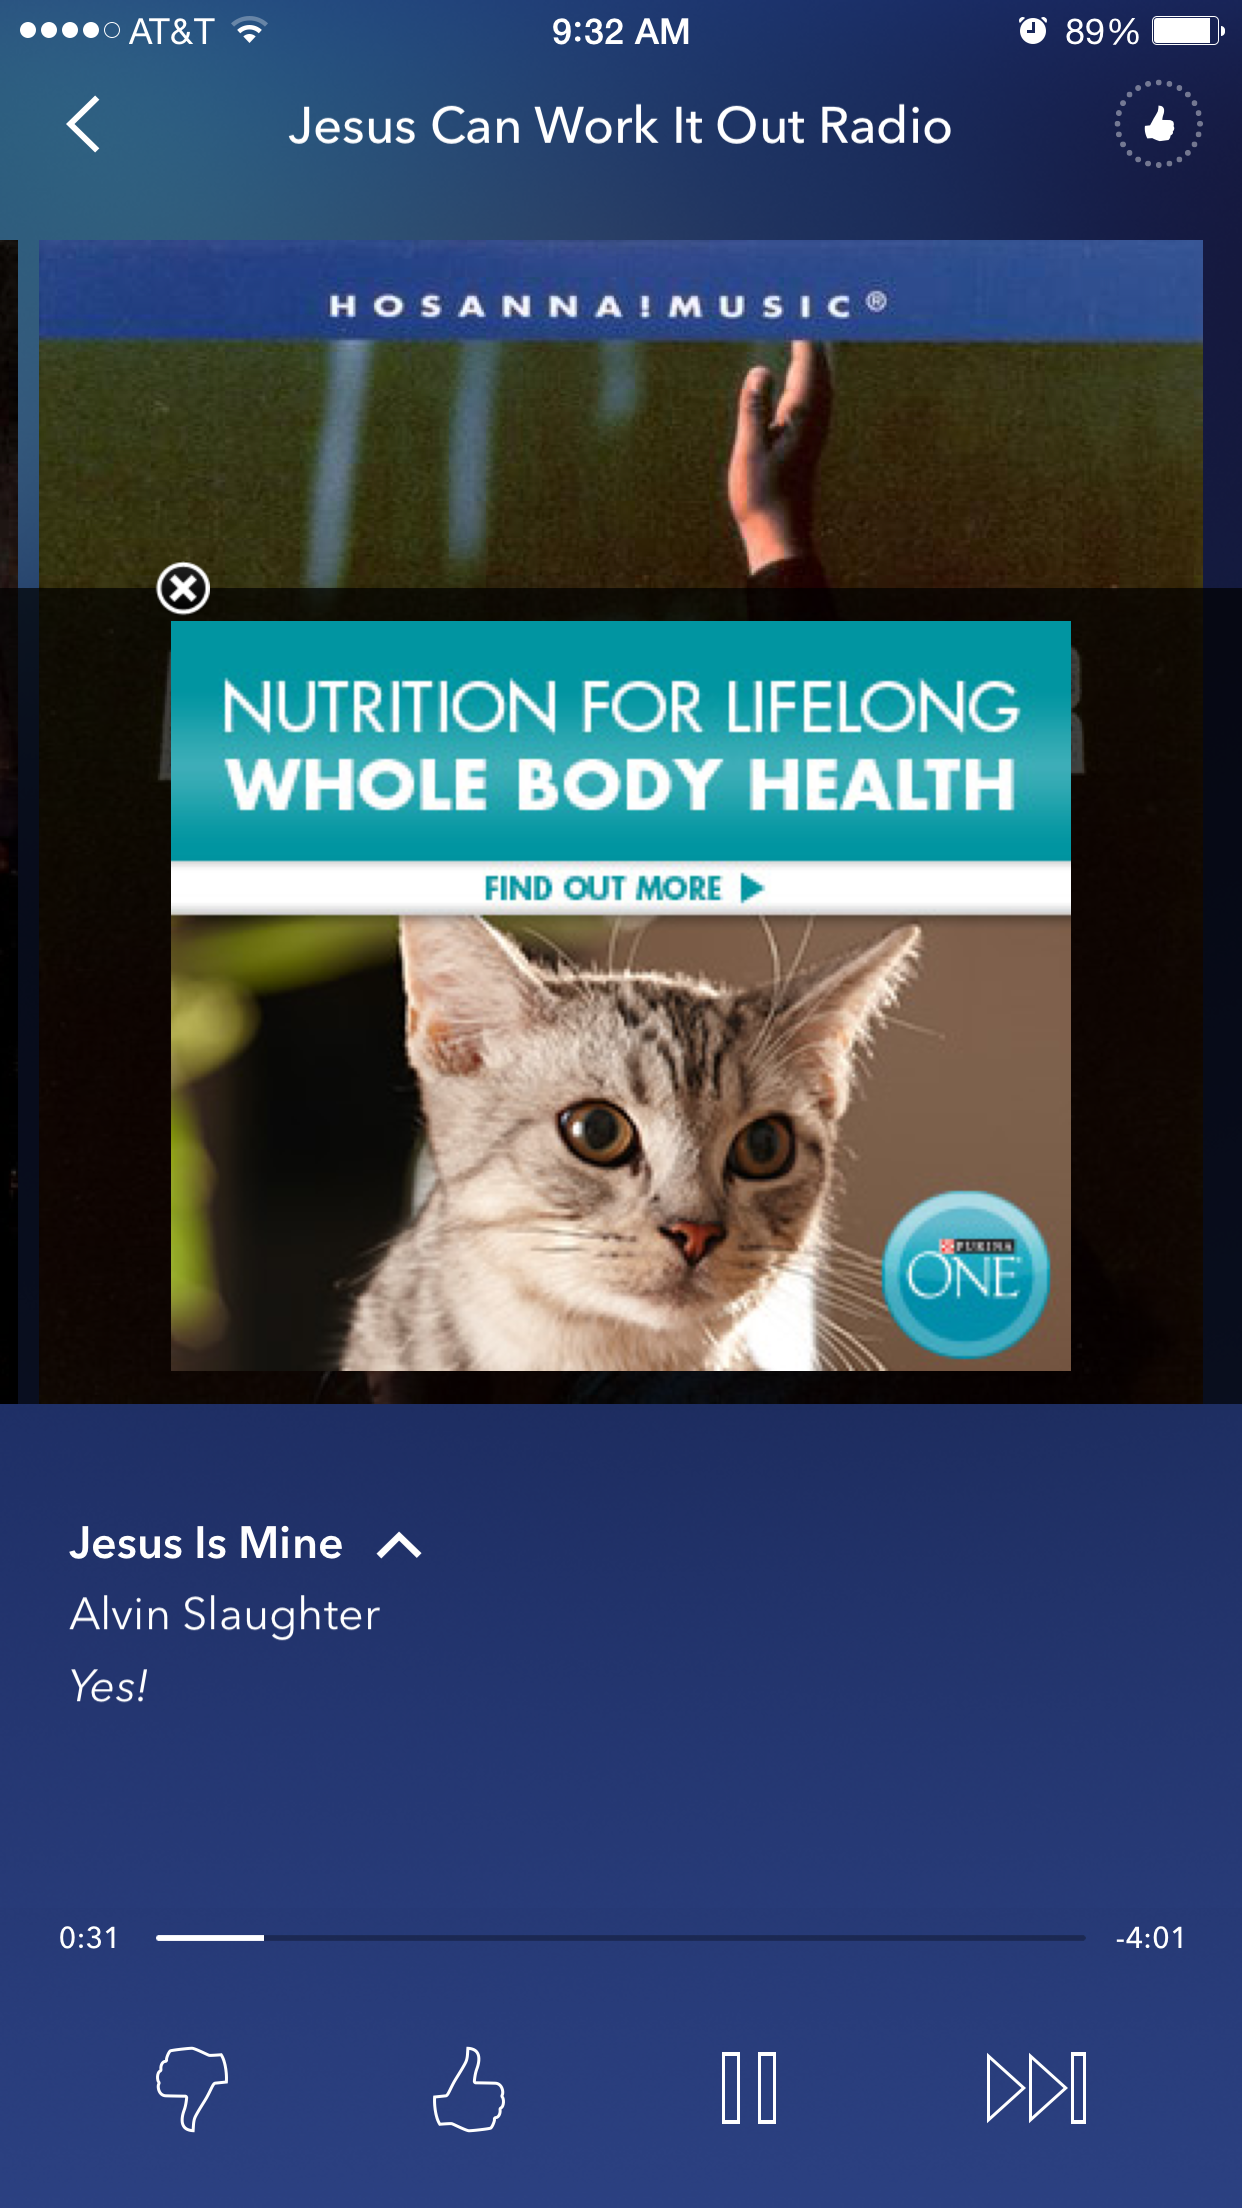 AT&T 9:32 AM 89%
Jesus Can Work It Out Radio
HOSANNA!MUSIC®
NUTRITION FOR LIFELONG
WHOLE BODY HEALTH
FIND OUT MORE
PURINA
ONE
Jesus Is Mine
Alvin Slaughter
Yes!
0:31 -4:01